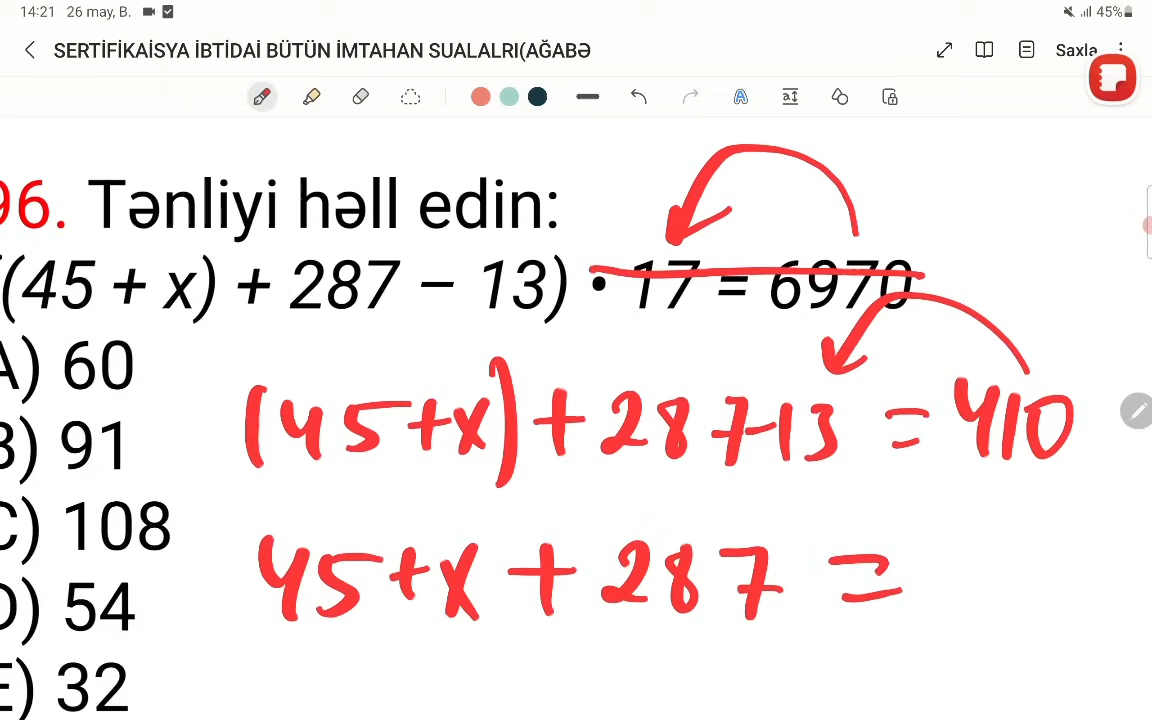 14:21 26 may, B. 45%
SERTİFİKAİSYA İBTİDAİ BÜTÜN İMTAHAN SUALALRI(AĞABƏ Saxla
96. Tənliyi həll edin:
((45 + x) + 287 – 13) • 17 = 6970
A) 60
(45+x)+287-13 = 410
B) 91
C) 108
45+x+287 =
D) 54
E) 32